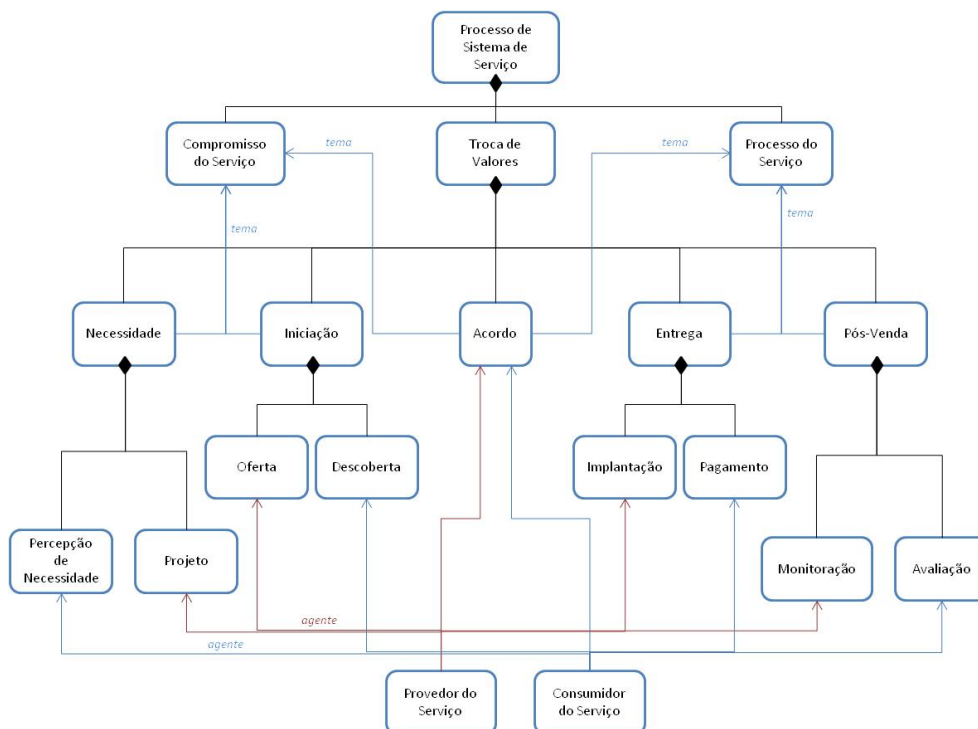 Processo de
Sistema de
Serviço
Compromisso
do Serviço
tema
Troca de
Valores
tema
Processo do
Serviço
tema
tema
Necessidade
Iniciação
Acordo
Entrega
Pós-Venda
Oferta
Descoberta
Implantação
Pagamento
Percepção
de
Necessidade
Projeto
Monitoração
Avaliação
agente
agente
Provedor do
Serviço
Consumidor
do Serviço